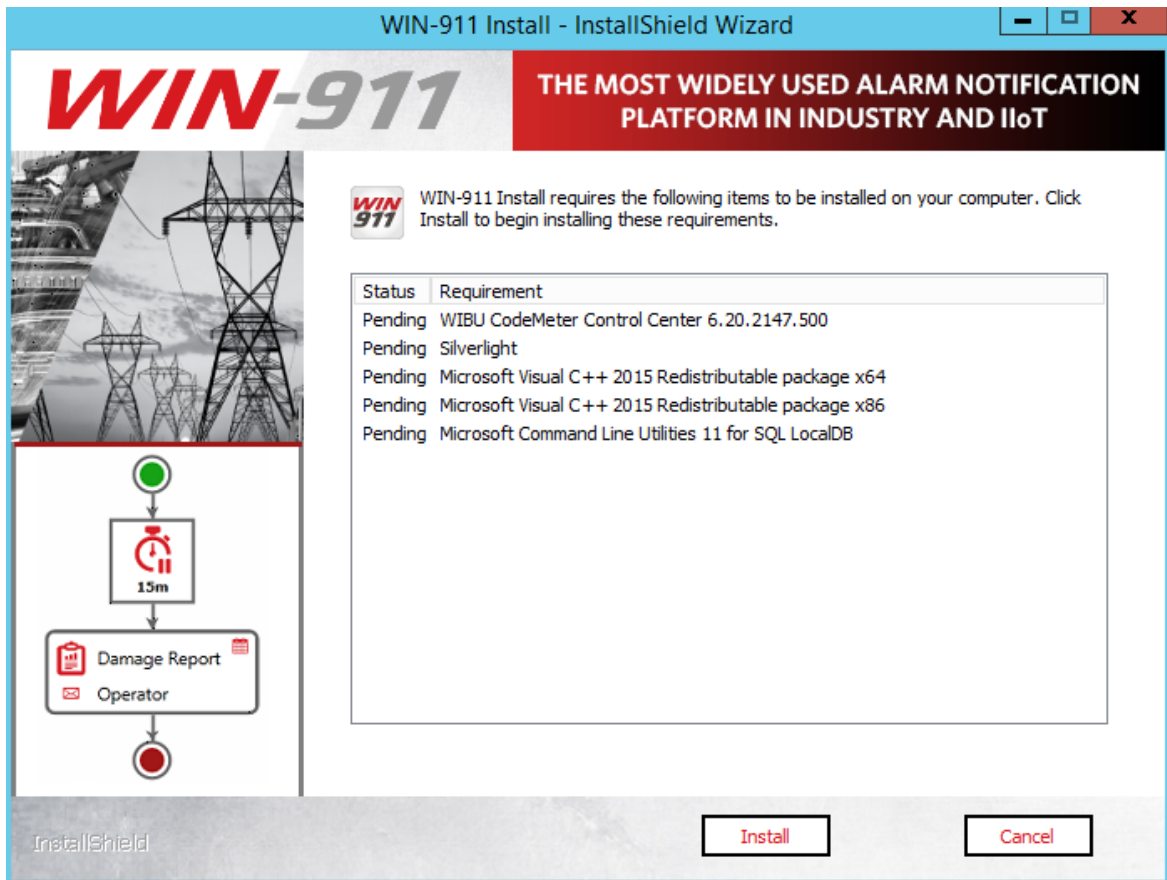 WIN-911 Install - InstallShield Wizard
WIN-911
THE MOST WIDELY USED ALARM NOTIFICATION
PLATFORM IN INDUSTRY AND IIoT
WIN
911
WIN-911 Install requires the following items to be installed on your computer. Click
Install to begin installing these requirements.
Status Requirement
Pending WIBU CodeMeter Control Center 6.20.2147.500
Pending Silverlight
Pending Microsoft Visual C++ 2015 Redistributable package x64
Pending Microsoft Visual C++ 2015 Redistributable package x86
Pending Microsoft Command Line Utilities 11 for SQL LocalDB
15m
Damage Report
Operator
InstallShield
Install
Cancel